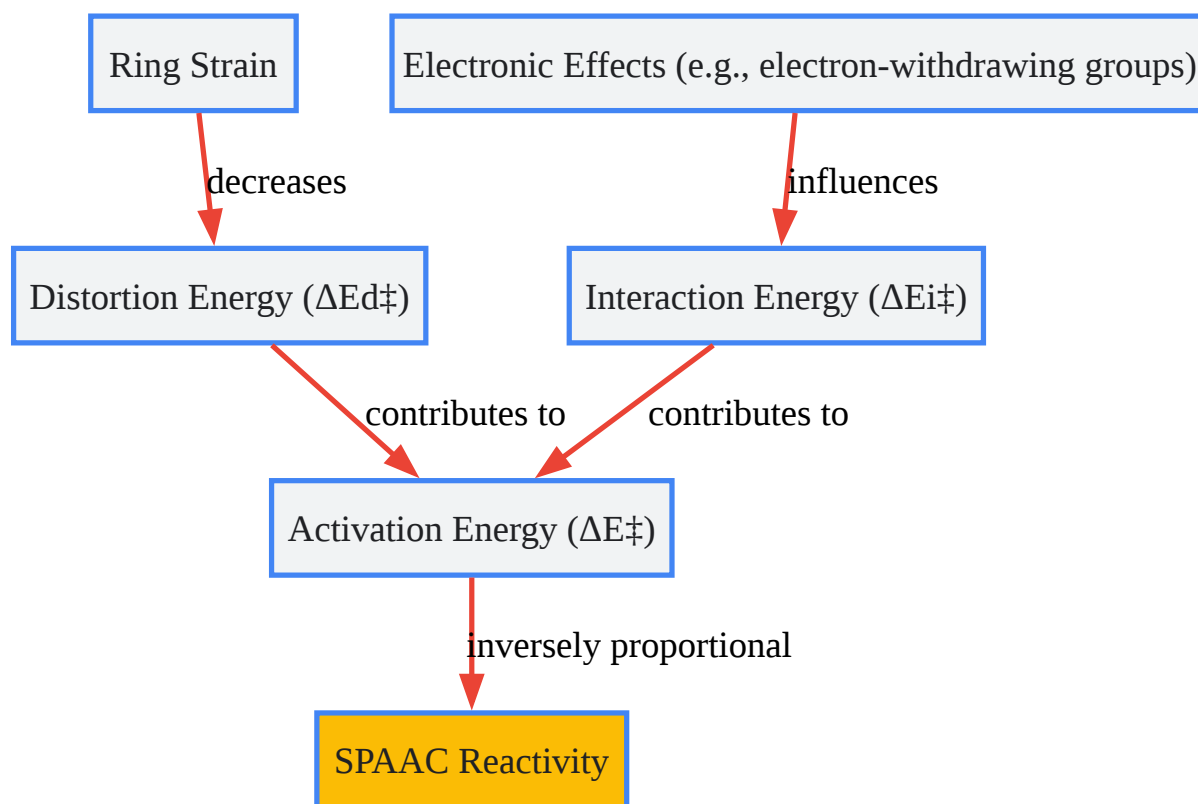 Ring Strain
Electronic Effects (e.g., electron-withdrawing groups)
decreases
influences
Distortion Energy (ΔEd‡)
Interaction Energy (ΔEi‡)
contributes to
contributes to
Activation Energy (ΔE‡)
inversely proportional
SPAAC Reactivity